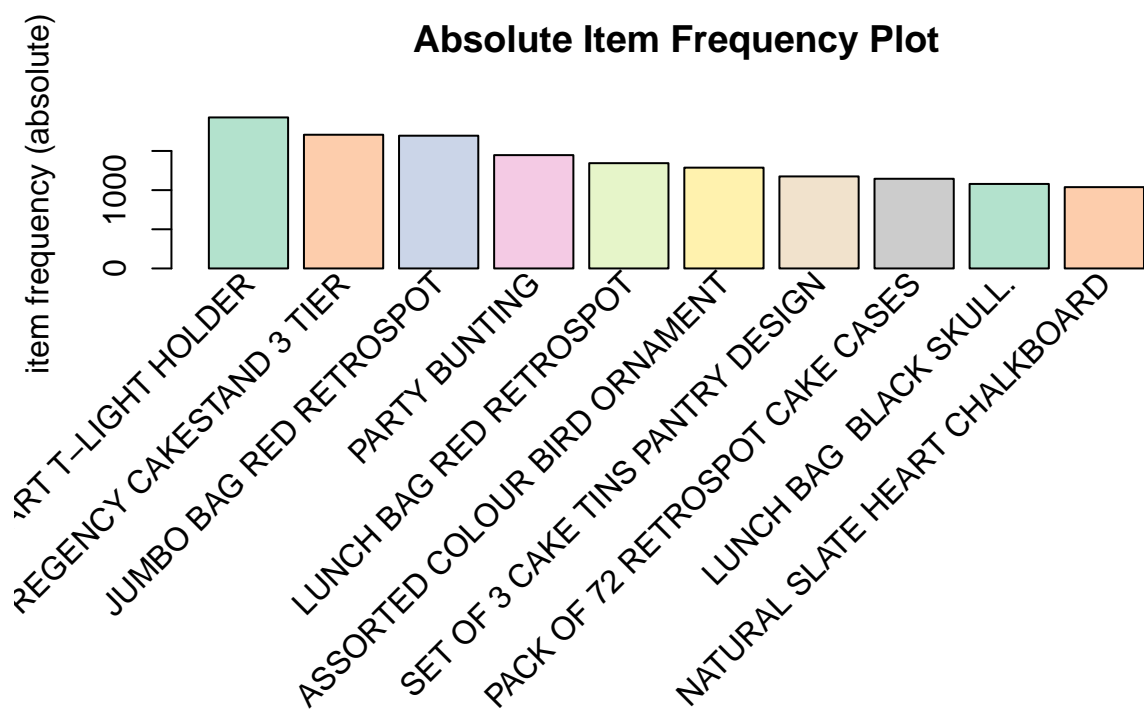 Absolute Item Frequency Plot
item frequency (absolute)
1000
0
T−LIGHT HOLDER
REGENCY CAKESTAND 3 TIER
JUMBO BAG RED RETROSPOT
PARTY BUNTING
LUNCH BAG RED RETROSPOT
ASSORTED COLOUR BIRD ORNAMENT
SET OF 3 CAKE TINS PANTRY DESIGN
PACK OF 72 RETROSPOT CAKE CASES
LUNCH BAG  BLACK SKULL.
NATURAL SLATE HEART CHALKBOARD